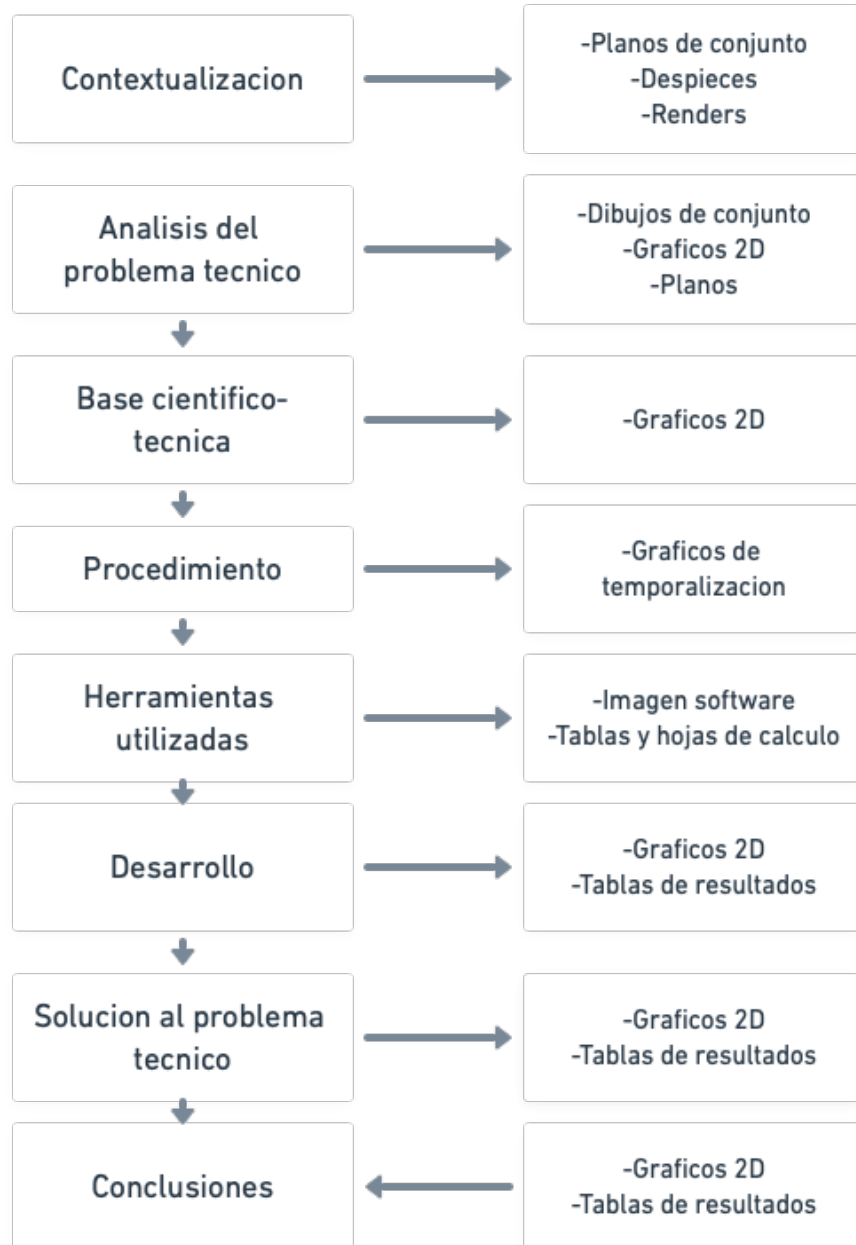 Contextualizacion
-Planos de conjunto
-Despieces
-Renders
Analisis del
problema tecnico
-Dibujos de conjunto
-Graficos 2D
-Planos
Base cientifico-
tecnica
-Graficos 2D
Procedimiento
-Graficos de
temporalizacion
Herramientas
utilizadas
-Imagen software
-Tablas y hojas de calculo
Desarrollo
-Graficos 2D
-Tablas de resultados
Solucion al problema
tecnico
-Graficos 2D
-Tablas de resultados
Conclusiones
-Graficos 2D
-Tablas de resultados